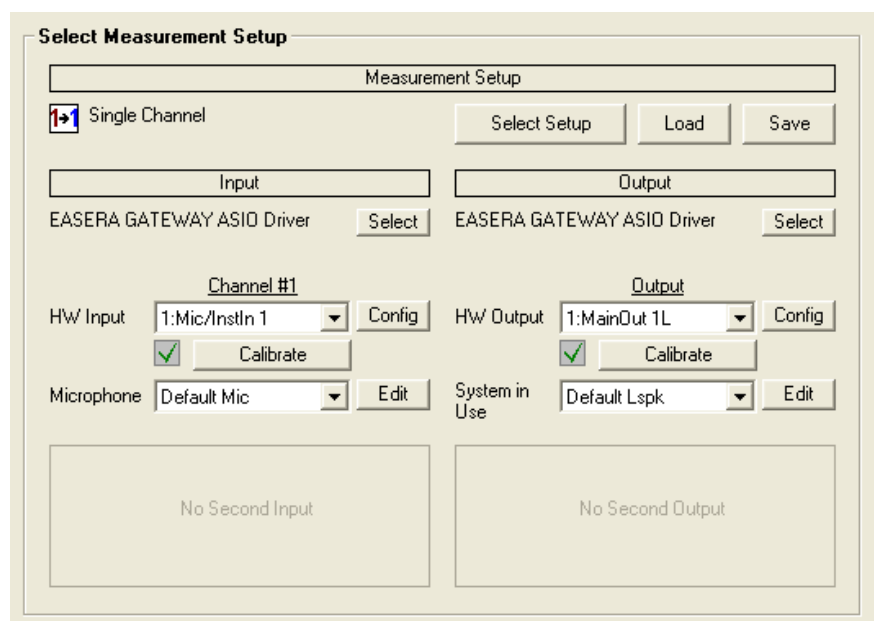 Select Measurement Setup
Measurement Setup
1→1 Single Channel
Select Setup Load Save
Input Output
EASERA GATEWAY ASIO Driver Select EASERA GATEWAY ASIO Driver Select
Channel #1 Output
HW Input 1:Mic/InstIn 1 Config HW Output 1:MainOut 1L Config
Calibrate Calibrate
Microphone Default Mic Edit System in Use Default Lspk Edit
No Second Input No Second Output